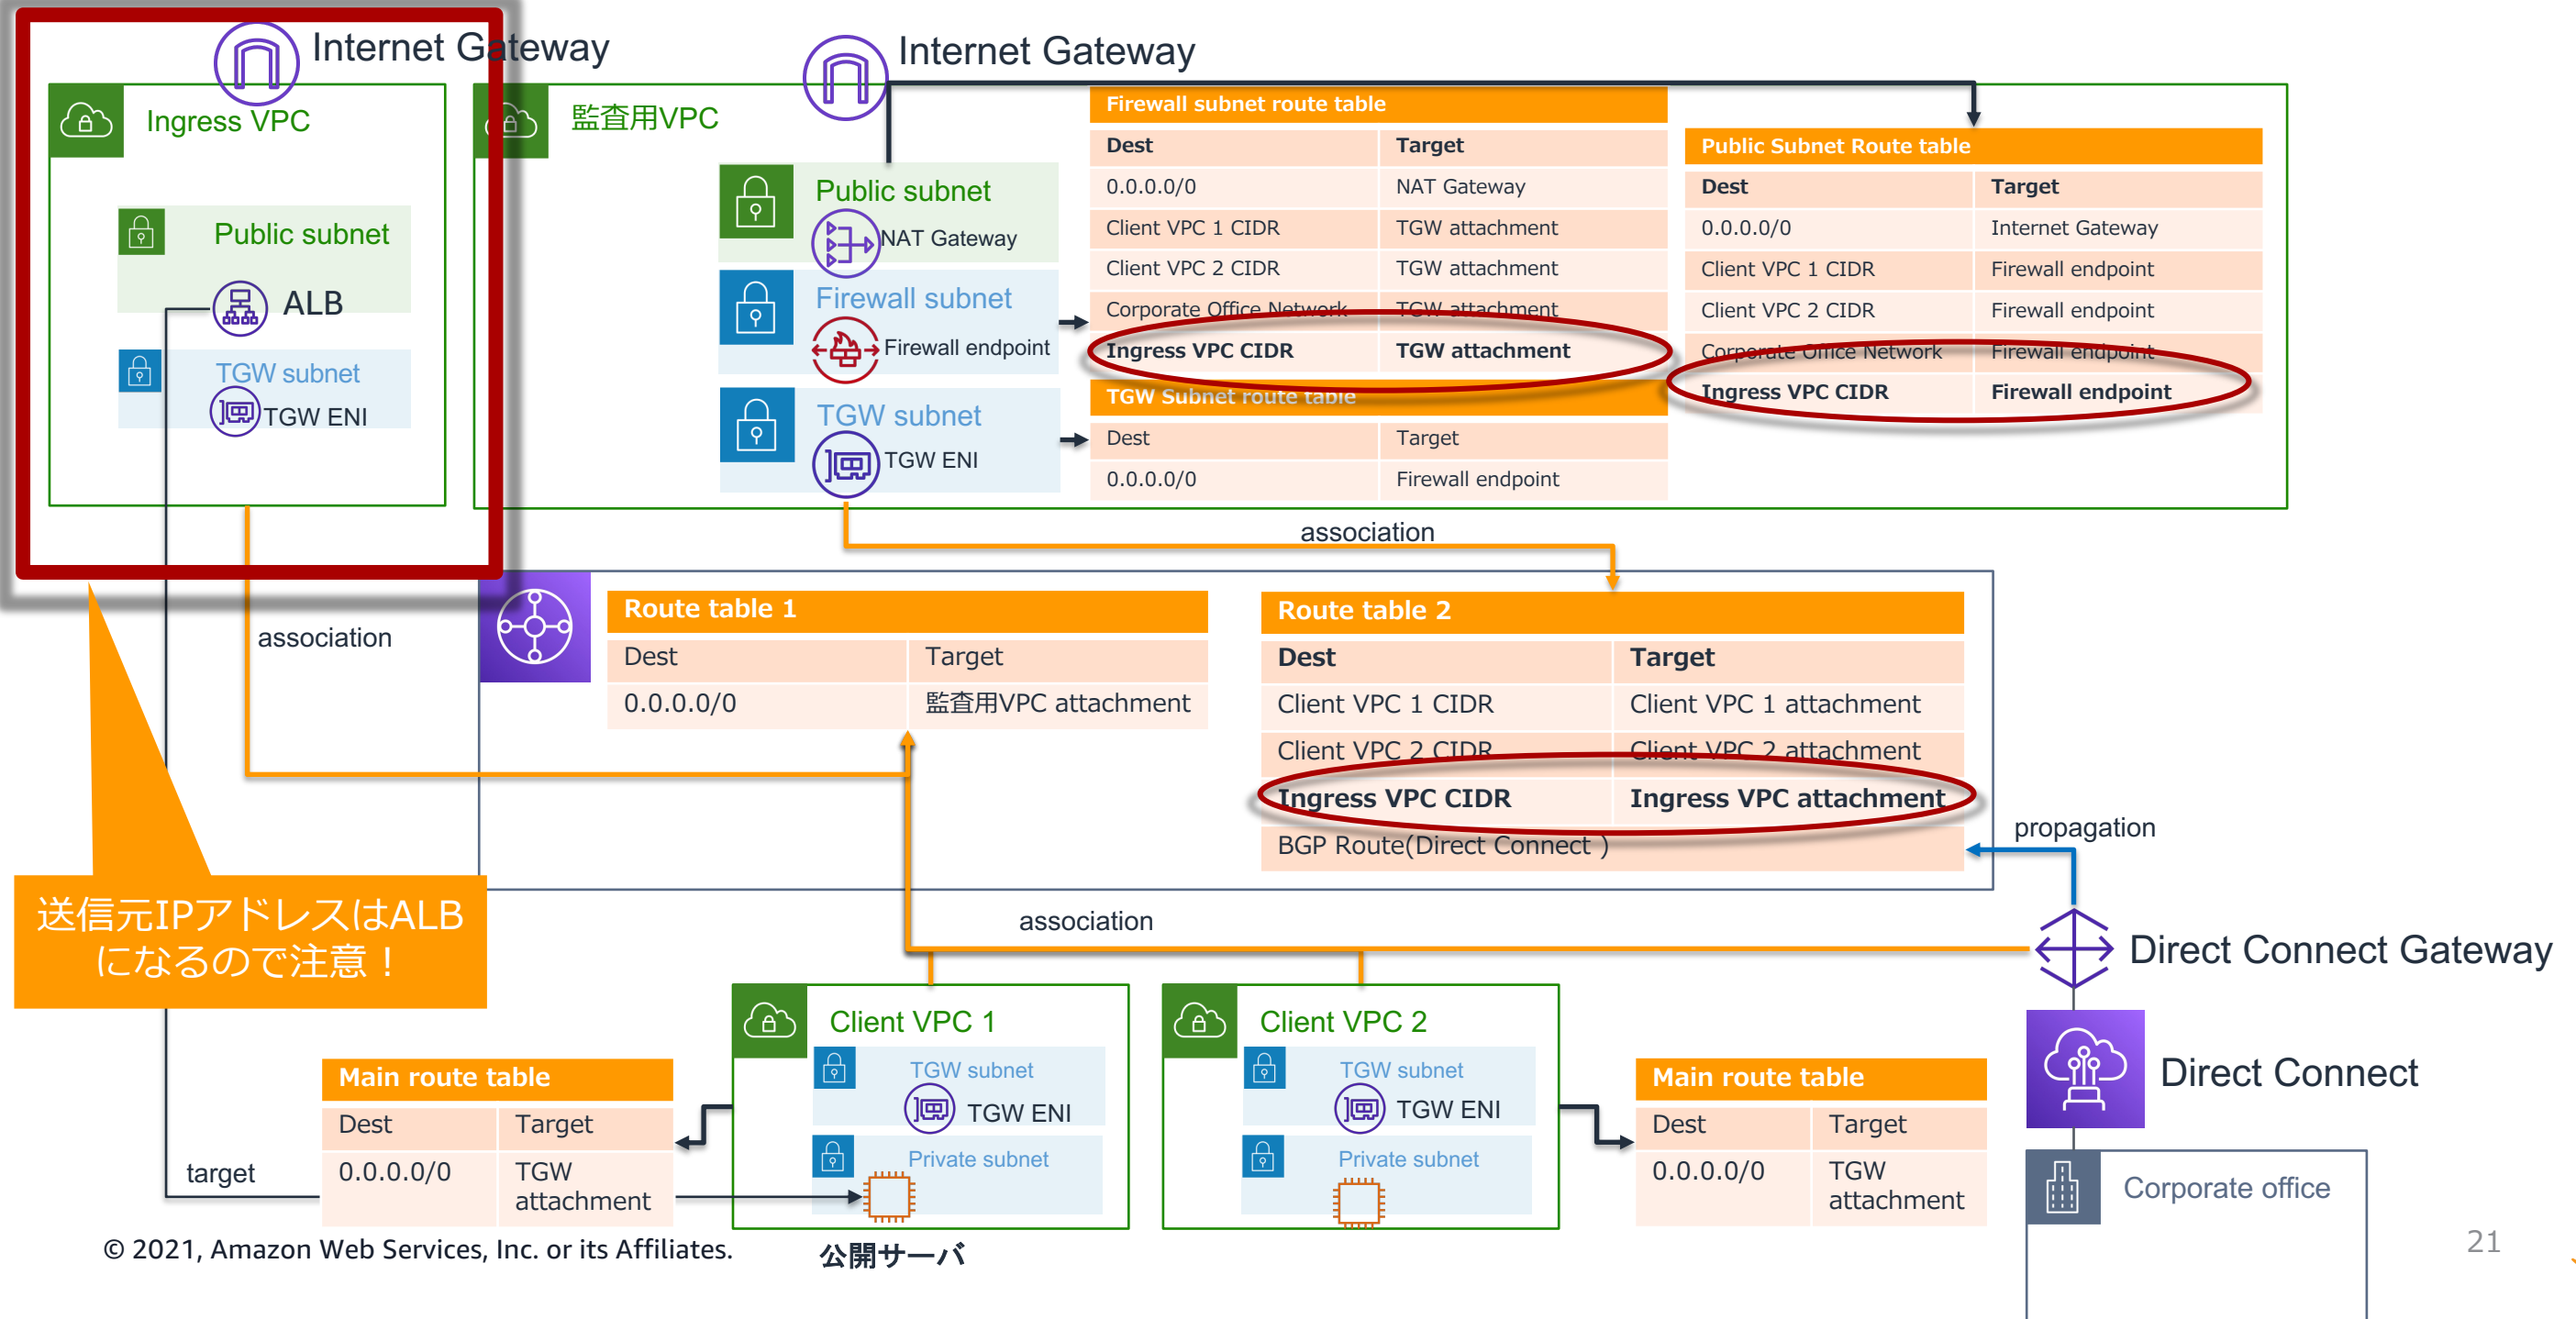 Internet Gateway
Internet Gateway
Ingress VPC
Public subnet
ALB
TGW subnet
TGW ENI
監査用VPC
Public subnet
NAT Gateway
Firewall subnet
Firewall endpoint
TGW subnet
TGW ENI
Firewall subnet route table
Dest Target
0.0.0.0/0 NAT Gateway
Client VPC 1 CIDR TGW attachment
Client VPC 2 CIDR TGW attachment
Corporate Office Network TGW attachment
Ingress VPC CIDR TGW attachment
TGW Subnet route table
Dest Target
0.0.0.0/0 Firewall endpoint
Public Subnet Route table
Dest Target
0.0.0.0/0 Internet Gateway
Client VPC 1 CIDR Firewall endpoint
Client VPC 2 CIDR Firewall endpoint
Corporate Office Network Firewall endpoint
Ingress VPC CIDR Firewall endpoint
association
association
Route table 1
Dest Target
0.0.0.0/0 監査用VPC attachment
Route table 2
Dest Target
Client VPC 1 CIDR Client VPC 1 attachment
Client VPC 2 CIDR Client VPC 2 attachment
Ingress VPC CIDR Ingress VPC attachment
BGP Route(Direct Connect )
propagation
送信元IPアドレスはALB
になるので注意！
association
Direct Connect Gateway
Client VPC 1
TGW subnet
TGW ENI
Private subnet
Client VPC 2
TGW subnet
TGW ENI
Private subnet
Direct Connect
Main route table
Dest Target
0.0.0.0/0 TGW
attachment
target
Main route table
Dest Target
0.0.0.0/0 TGW
attachment
Corporate office
© 2021, Amazon Web Services, Inc. or its Affiliates.
公開サーバ
21